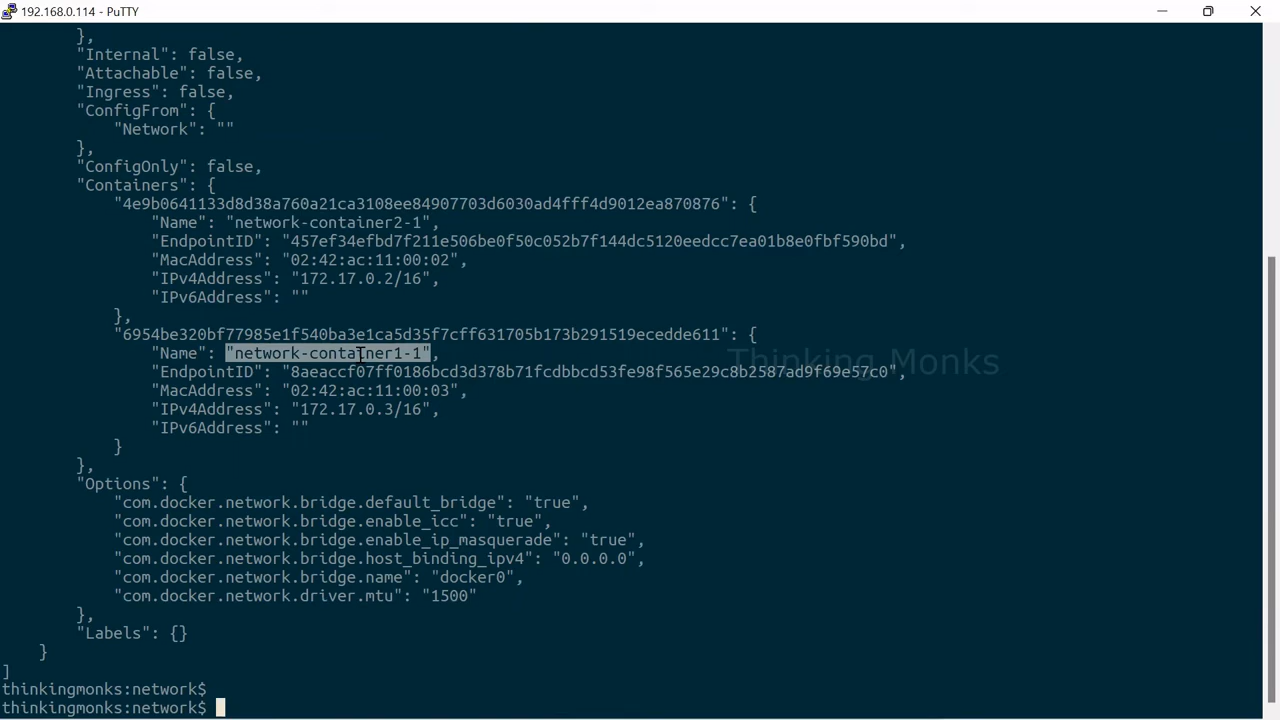 192.168.0.114 - PuTTY
},
"Internal": false,
"Attachable": false,
"Ingress": false,
"ConfigFrom": {
"Network": ""
},
"ConfigOnly": false,
"Containers": {
"4e9b0641133d8d38a760a21ca3108ee84907703d6030ad4fff4d9012ea870876": {
"Name": "network-container2-1",
"EndpointID": "457ef34efbd7f211e506be0f50c052b7f144dc5120eedcc7ea01b8e0fbf590bd",
"MacAddress": "02:42:ac:11:00:02",
"IPv4Address": "172.17.0.2/16",
"IPv6Address": ""
},
"6954be320bf77985e1f540ba3e1ca5d35f7cff631705b173b291519ecedde611": {
"Name": "network-container1-1",
"EndpointID": "8aeaccf07ff0186bcd3d378b71fcdbbcd53fe98f565e29c8b2587ad9f69e57c0",
"MacAddress": "02:42:ac:11:00:03",
"IPv4Address": "172.17.0.3/16",
"IPv6Address": ""
}
},
"Options": {
"com.docker.network.bridge.default_bridge": "true",
"com.docker.network.bridge.enable_icc": "true",
"com.docker.network.bridge.enable_ip_masquerade": "true",
"com.docker.network.bridge.host_binding_ipv4": "0.0.0.0",
"com.docker.network.bridge.name": "docker0",
"com.docker.network.driver.mtu": "1500"
},
"Labels": {}
}
]
thinkingmonks:network$
thinkingmonks:network$
Thinking Monks